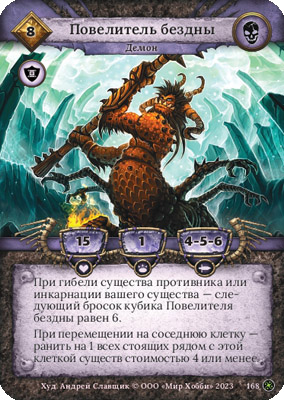 8
Повелитель бездны
Демон
II
15
1
4-5-6
При гибели существа противника или
инкарнации вашего существа — сле-
дующий бросок кубика Повелителя
бездны равен 6.
При перемещении на соседнюю клетку —
ранить на 1 всех стоящих рядом с этой
клеткой существ стоимостью 4 или менее.
Худ. Андрей Славщик © ООО «Мир Хобби» 2023
168